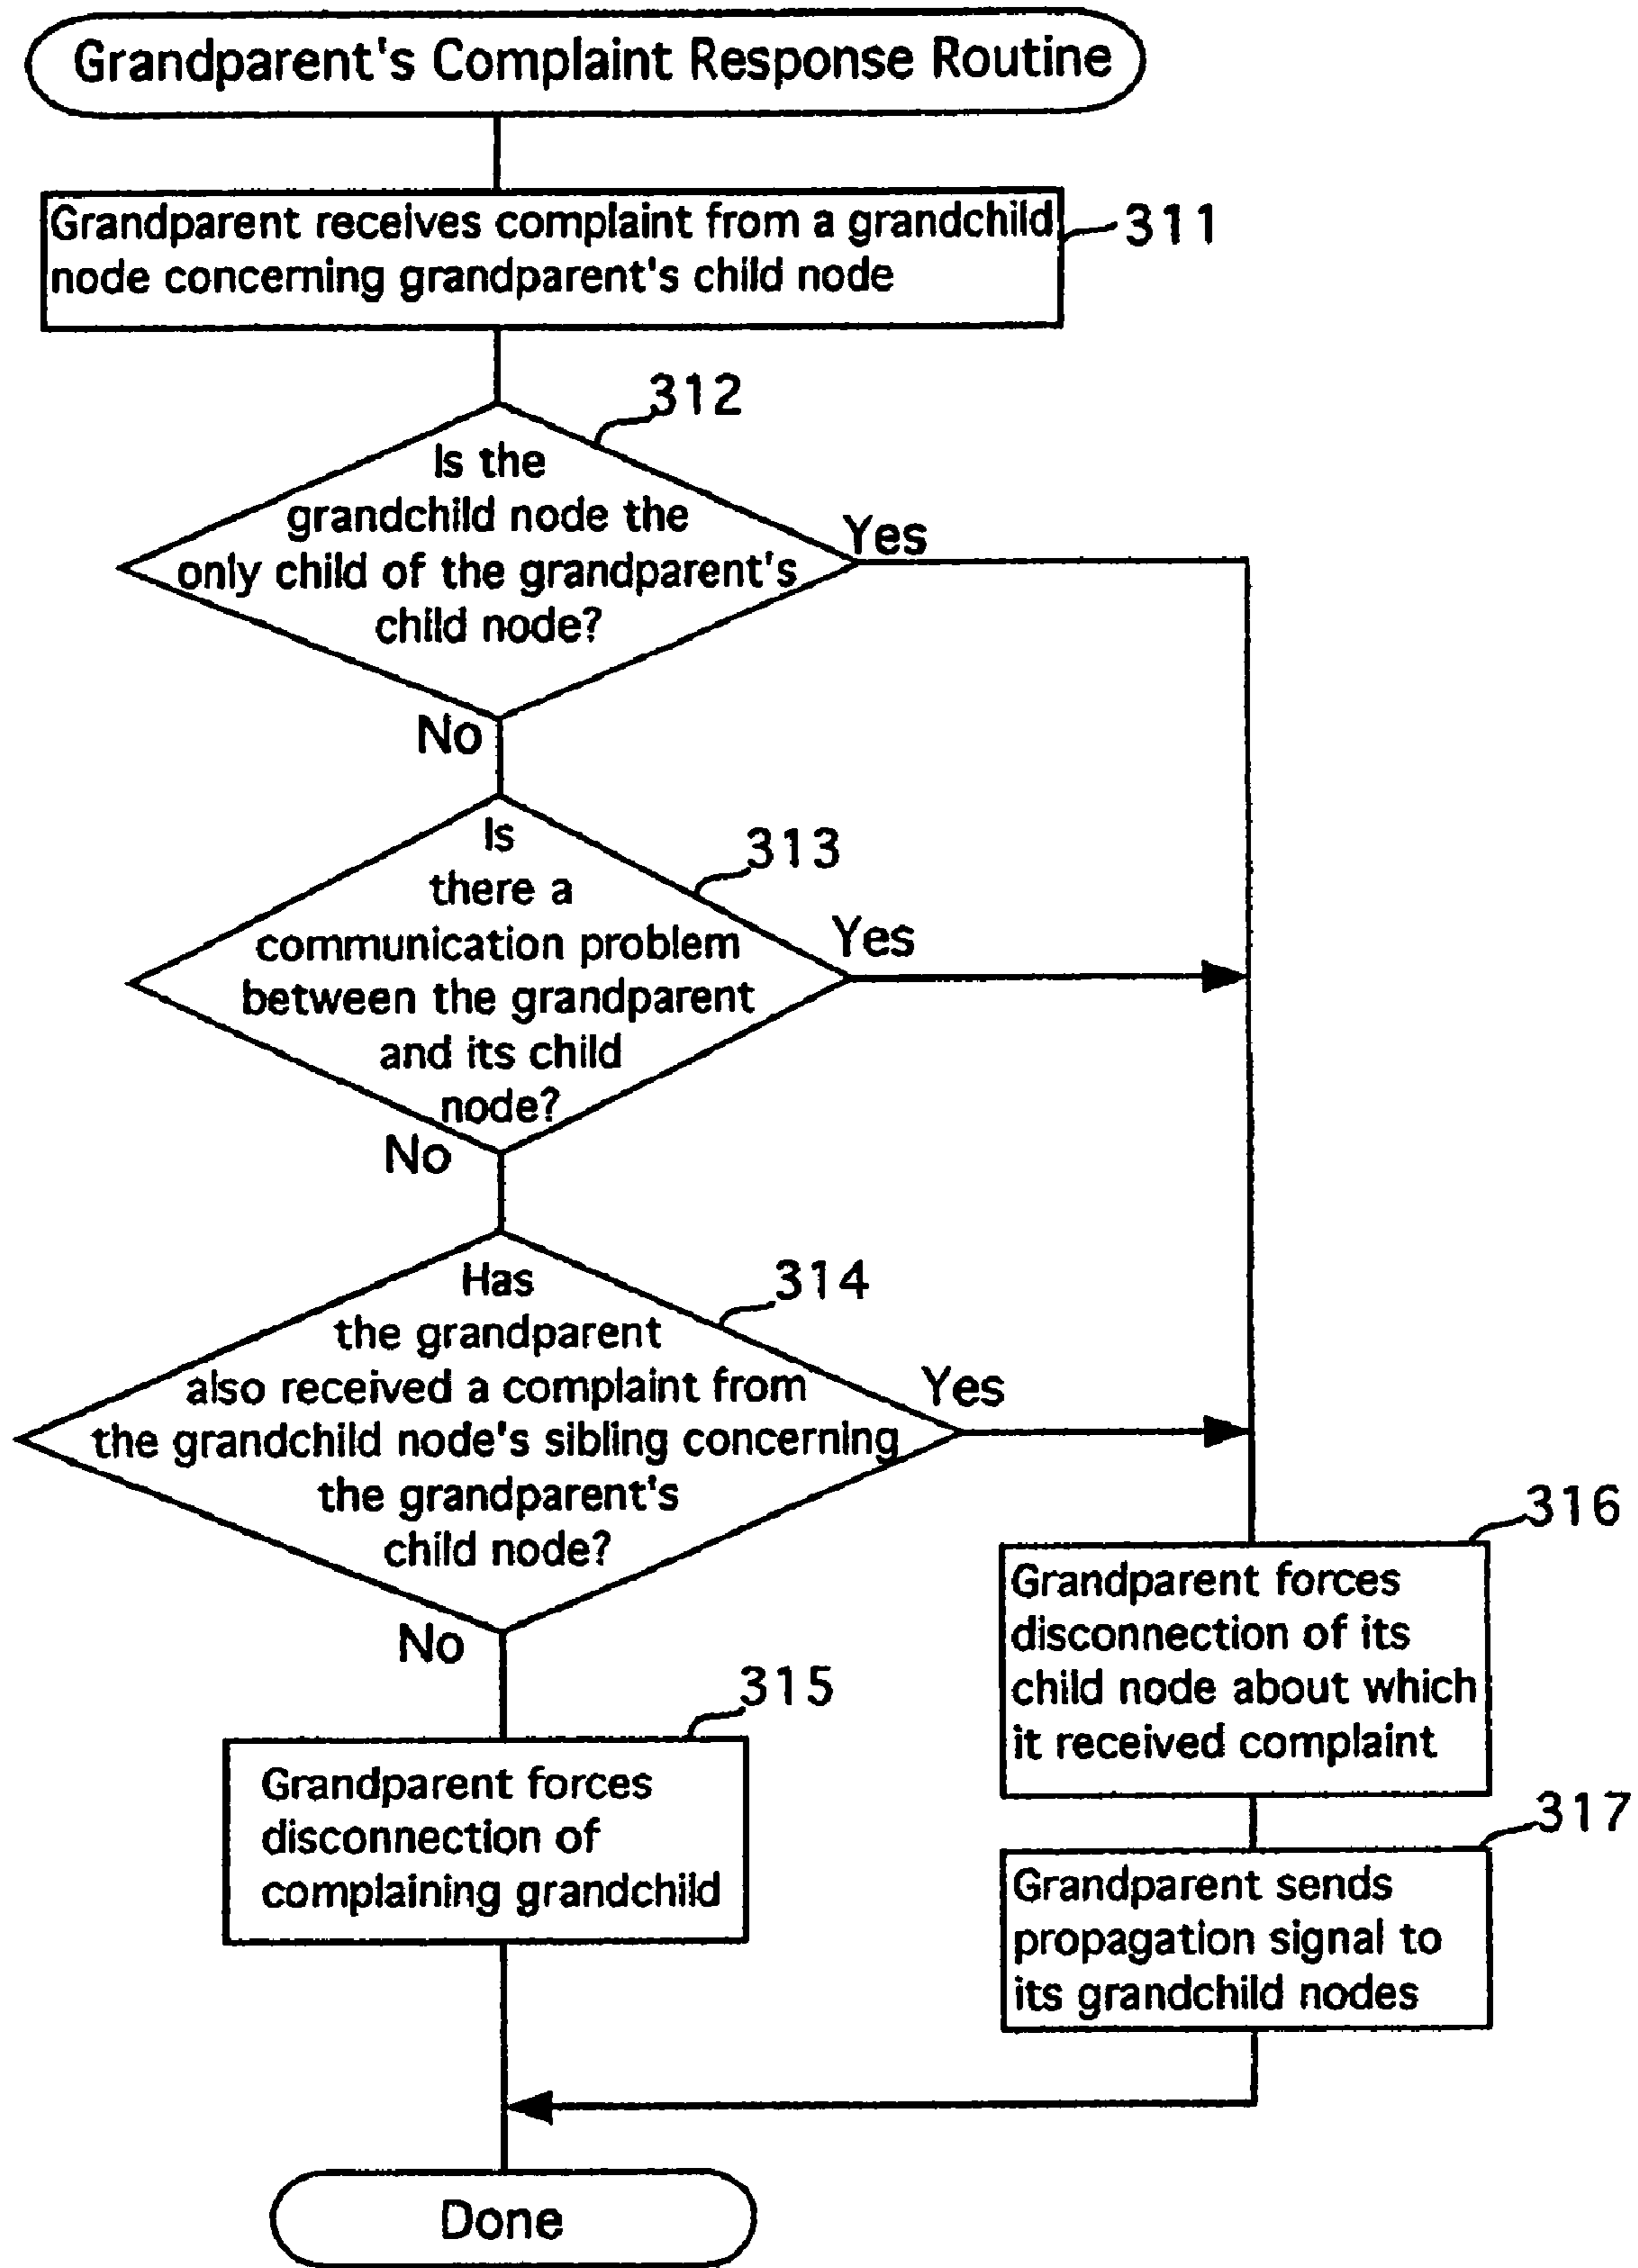 Grandparent's Complaint Response Routine
Grandparent receives complaint from a grandchild
node concerning grandparent's child node
311
312
Is the
grandchild node the
only child of the grandparent's
child node?
Yes
No
Is
there a
communication problem
between the grandparent
and its child
node?
313
Yes
No
Has
the grandparent
also received a complaint from
the grandchild node's sibling concerning
the grandparent's
child node?
314
Yes
No
315
Grandparent forces
disconnection of
complaining grandchild
316
Grandparent forces
disconnection of its
child node about which
it received complaint
317
Grandparent sends
propagation signal to
its grandchild nodes
Done